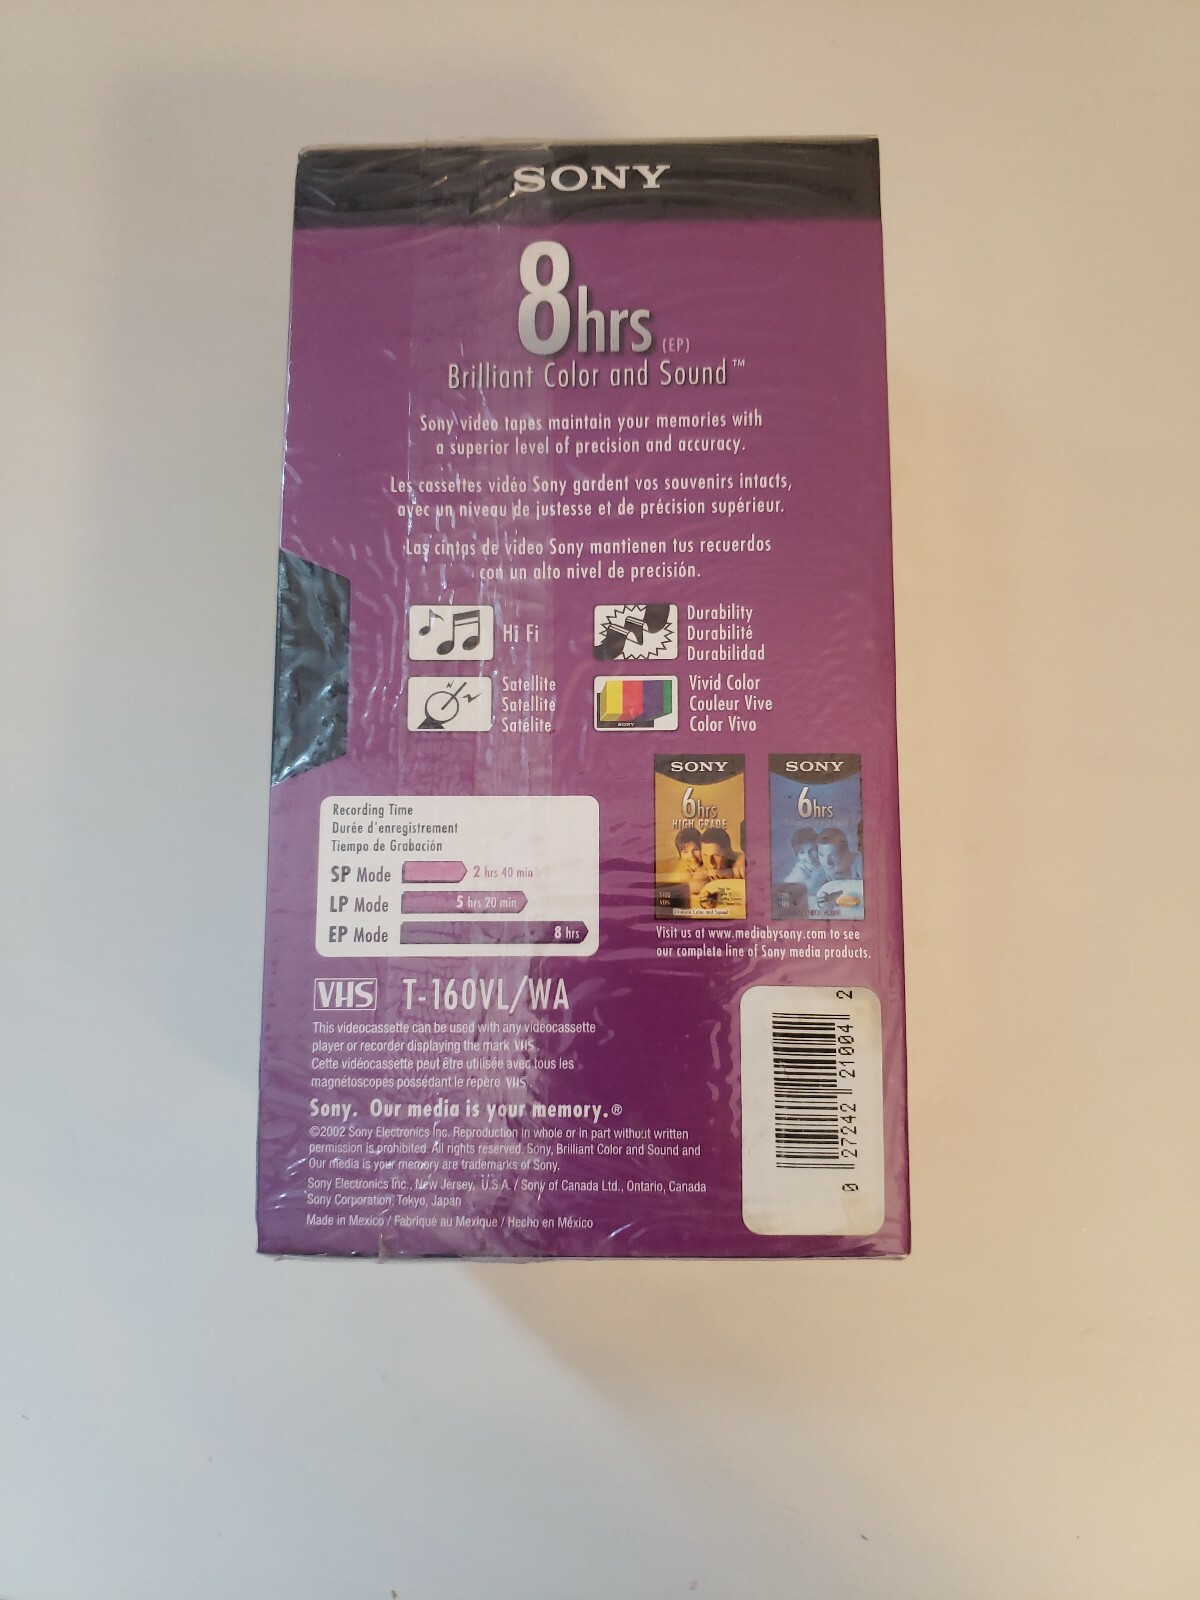 SONY
8hrs (EP)
Brilliant Color and Sound™
Sony video tapes maintain your memories with
a superior level of precision and accuracy.
Les cassettes vidéo Sony gardent vos souvenirs intacts,
avec un niveau de justesse et de précision supérieur.
Las cintas de video Sony mantienen tus recuerdos
con un alto nivel de precisión.
Hi Fi
Durability
Durabilité
Durabilidad
Satellite
Satellite
Satélite
SONY
Vivid Color
Couleur Vive
Color Vivo
SONY
6hrs
HIGH GRADE
Brilliant Color and Sound
SONY
6hrs
Visit us at www.mediabysony.com to see
our complete line of Sony media products.
Recording Time
Durée d'enregistrement
Tiempo de Grabación
SP Mode 2 hrs 40 min
LP Mode 5 hrs 20 min
EP Mode 8 hrs
VHS T-160VL/WA
This videocassette can be used with any videocassette
player or recorder displaying the mark VHS.
Cette vidéocassette peut être utilisée avec tous les
magnétoscopes possédant le repère VHS.
Sony. Our media is your memory.®
©2002 Sony Electronics Inc. Reproduction in whole or in part without written
permission is prohibited. All rights reserved. Sony, Brilliant Color and Sound and
Our media is your memory are trademarks of Sony.
Sony Electronics Inc., New Jersey, U.S.A. / Sony of Canada Ltd., Ontario, Canada
Sony Corporation, Tokyo, Japan
Made in Mexico / Fabriqué au Mexique / Hecho en México
0 27242 21004 2